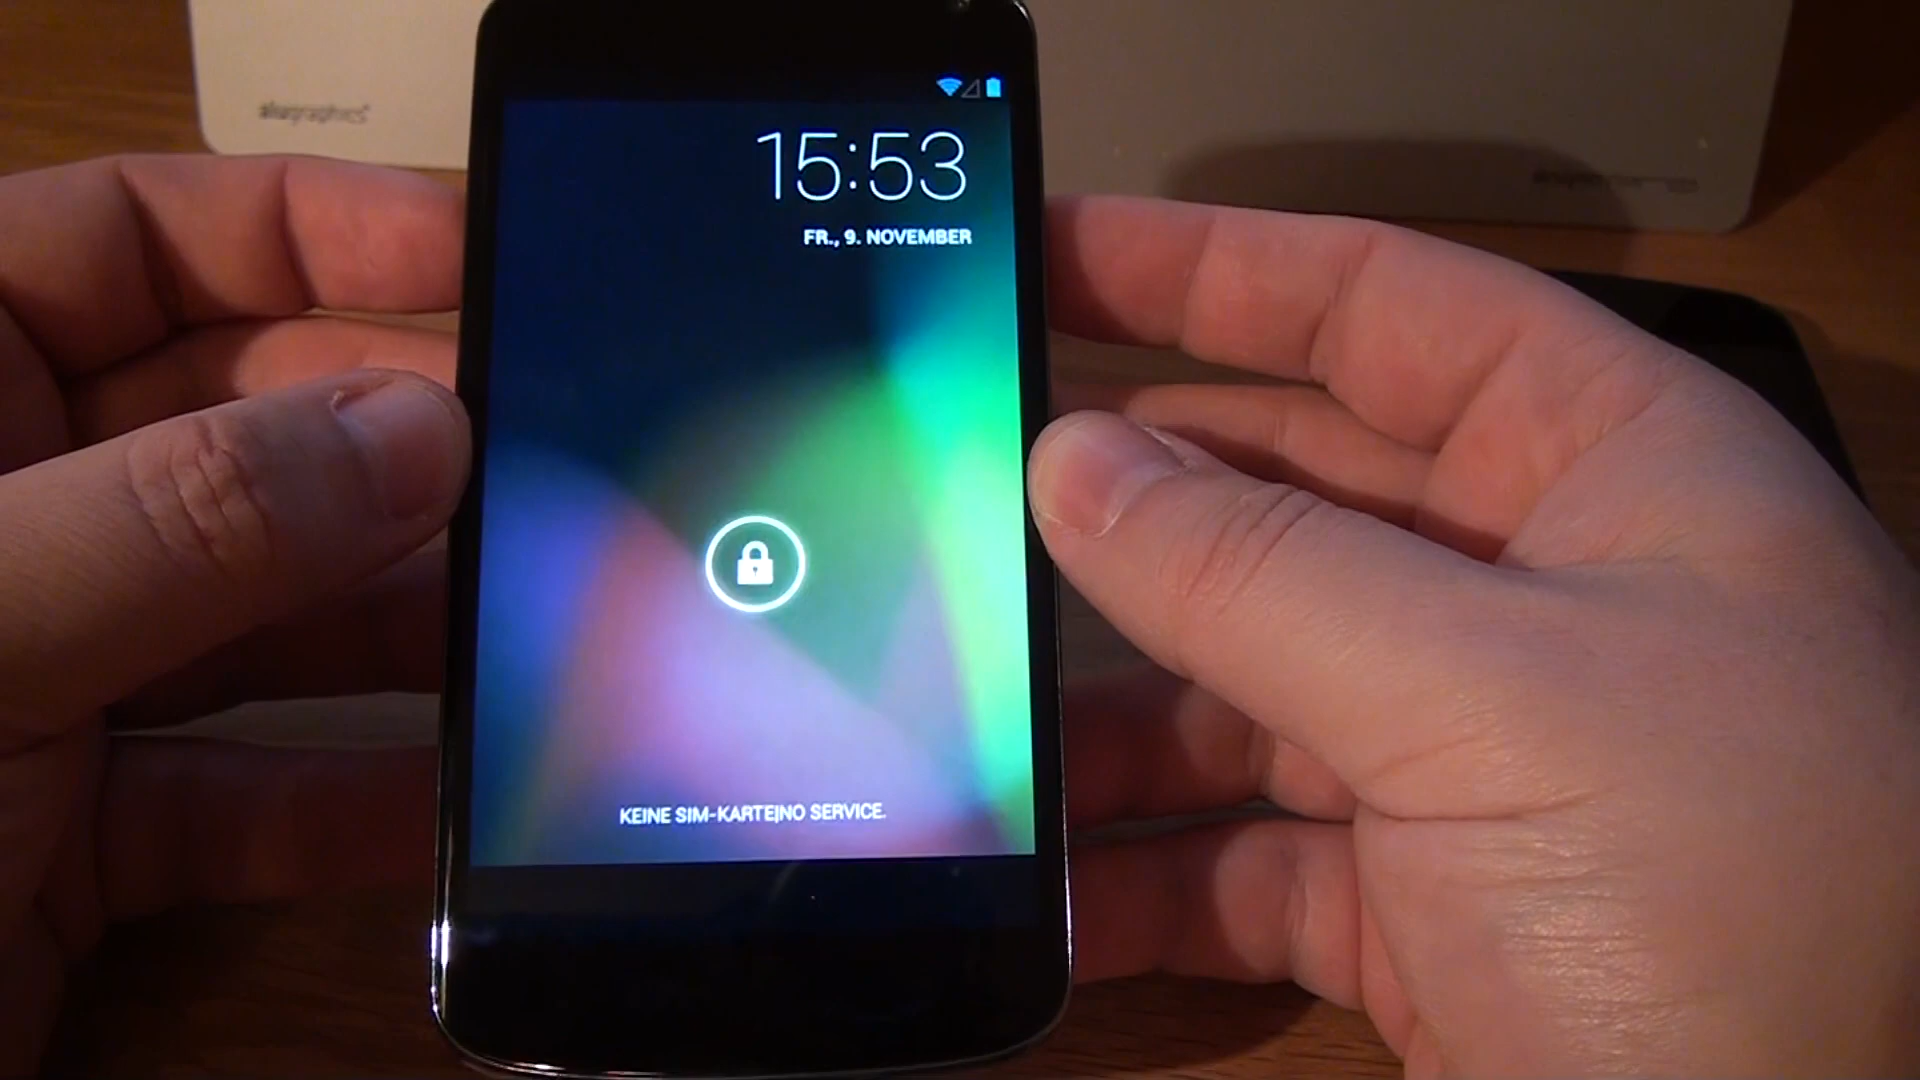 15:53
FR., 9. NOVEMBER
KEINE SIM-KARTE|NO SERVICE.